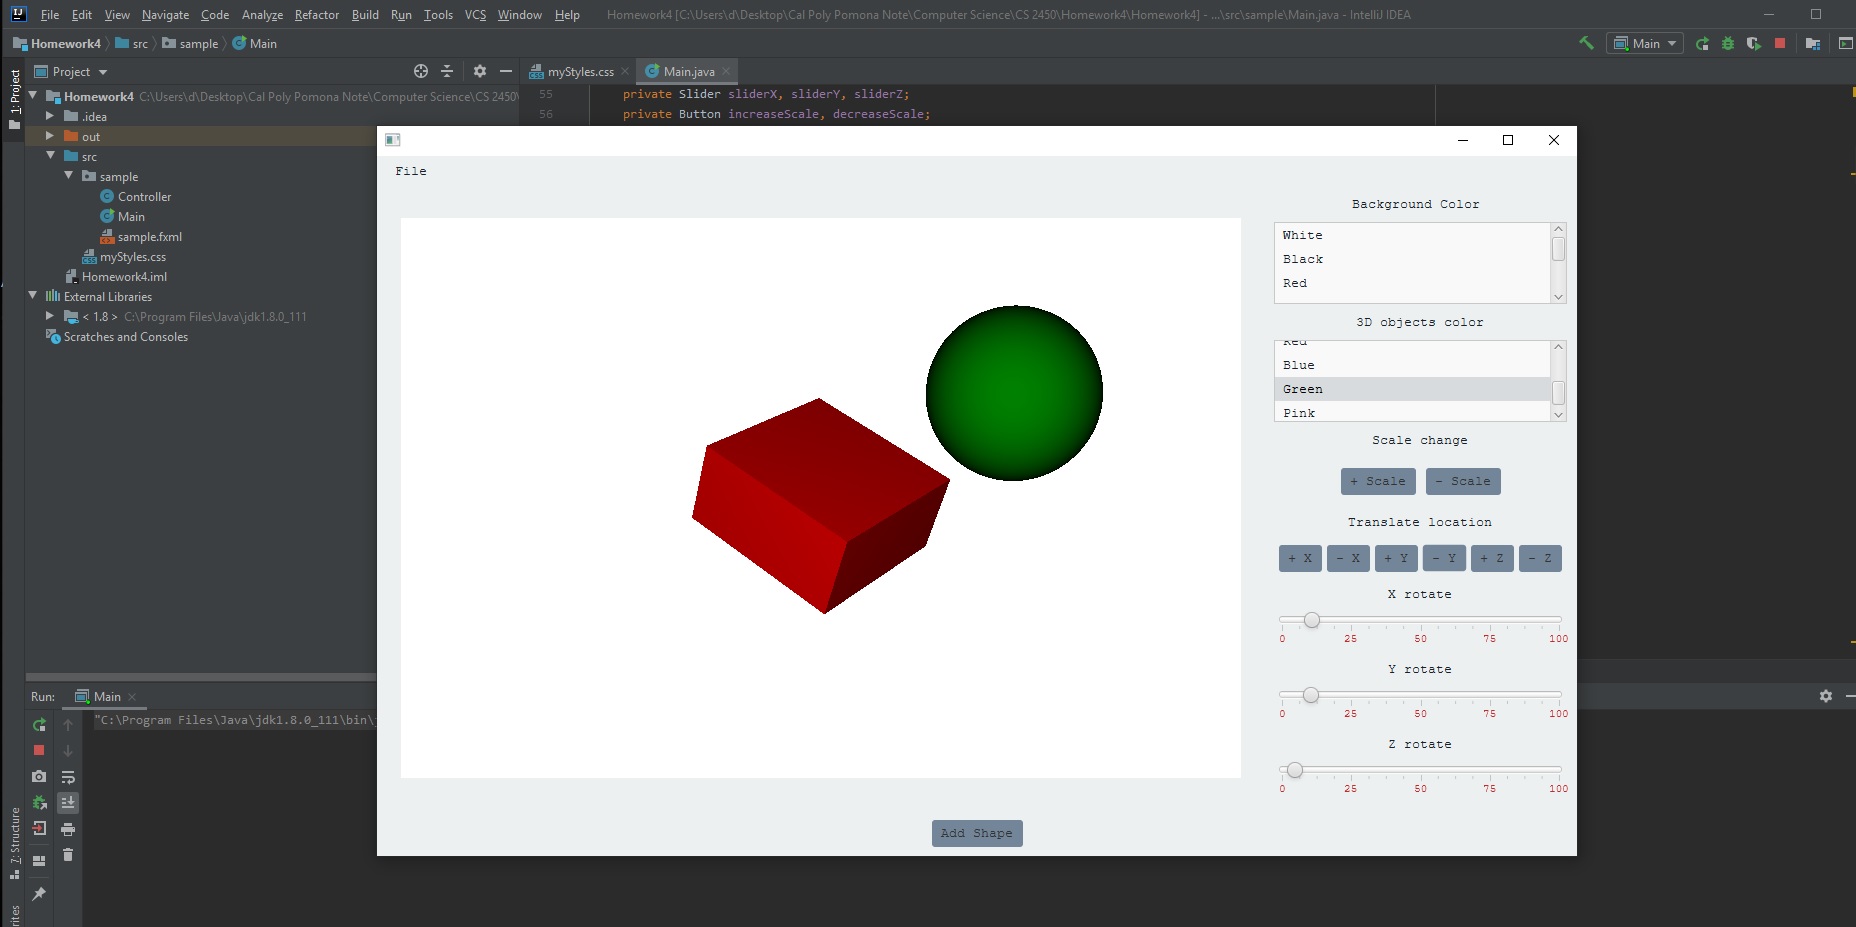 File Edit View Navigate Code Analyze Refactor Build Run Tools VCS Window Help Homework4 [C:\Users\d\Desktop\Cal Poly Pomona Note\Computer Science\CS 2450\Homework4\Homework4] - ...\src\sample\Main.java - IntelliJ IDEA
Homework4 src sample Main Main
1: Project
Project myStyles.css Main.java
Homework4 C:\Users\d\Desktop\Cal Poly Pomona Note\Computer Science\CS 2450\
.idea
out
src
sample
Controller
Main
sample.fxml
myStyles.css
Homework4.iml
External Libraries
< 1.8 > C:\Program Files\Java\jdk1.8.0_111
Scratches and Consoles
55 private Slider sliderX, sliderY, sliderZ;
56 private Button increaseScale, decreaseScale;
File
Background Color
White
Black
Red
3D objects color
Red
Blue
Green
Pink
Scale change
+ Scale - Scale
Translate location
+ X - X + Y - Y + Z - Z
X rotate
0 25 50 75 100
Y rotate
0 25 50 75 100
Z rotate
0 25 50 75 100
Add Shape
Run: Main
"C:\Program Files\Java\jdk1.8.0_111\bin\
7: Structure